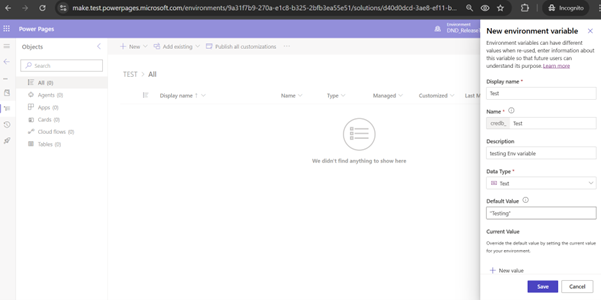 make.test.powerpages.microsoft.com/environments/9a31f7b9-270a-e1c8-b325-2bfb3ea55e51/solutions/d40d0dcd-3ae8-ef11-b...
Incognito
Power Pages
Environment
Objects
Search
All (0)
Agents (0)
Apps (0)
Cards (0)
Cloud flows (0)
Tables (0)
New
Add existing
Publish all customizations
TEST > All
Display name
Name
Type
Managed
Customized
We didn't find anything to show here
New environment variable
Environment variables can have different
values when re-used, enter information about
this variable so that future users can
understand its purpose. Learn more
Display name *
Test
Name *
Test
Description
testing Env variable
Data Type *
Text
Default Value
"Testing"
Current Value
Override the default value by setting the current value
for your environment.
New value
Save
Cancel